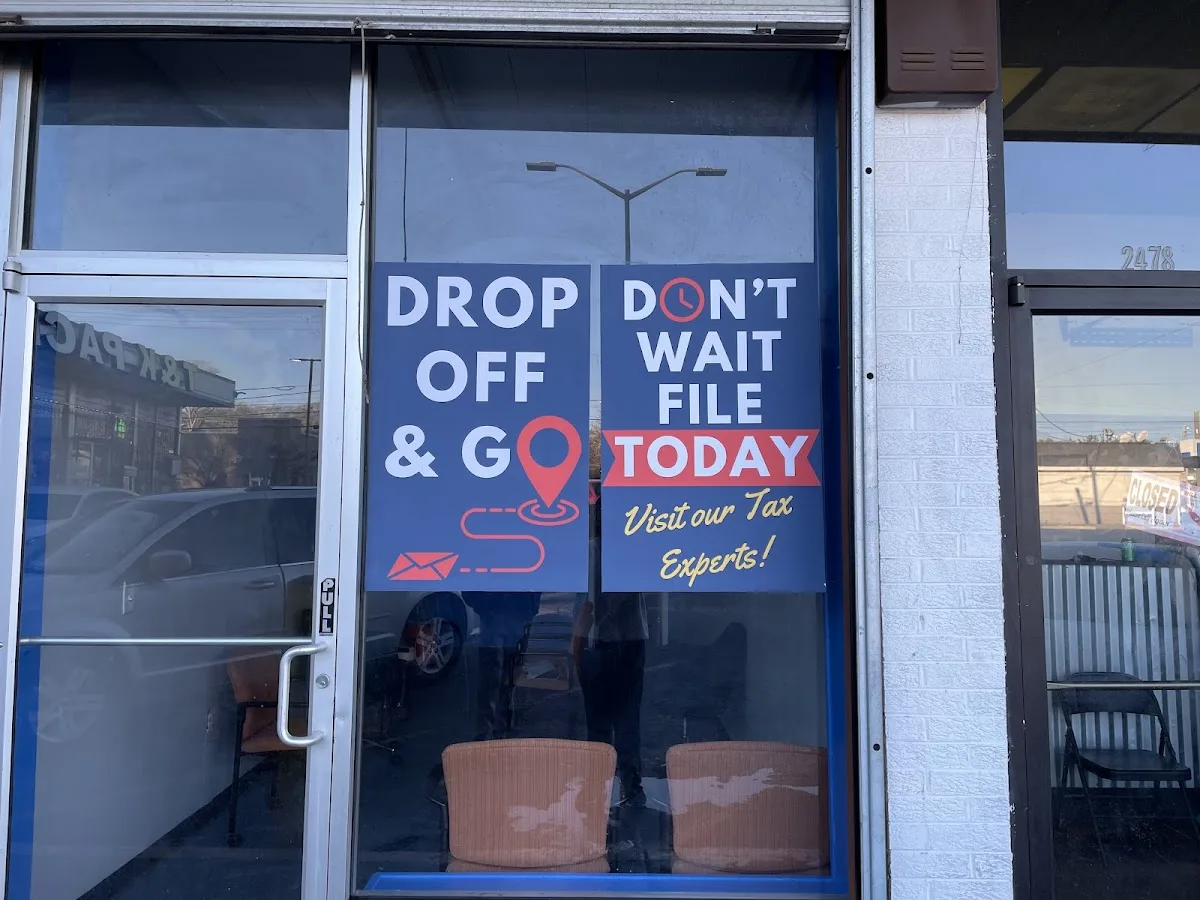 DROP
OFF
& GO
DON'T
WAIT
FILE
TODAY
Visit our Tax
Experts!
PULL
2478
CLOSED